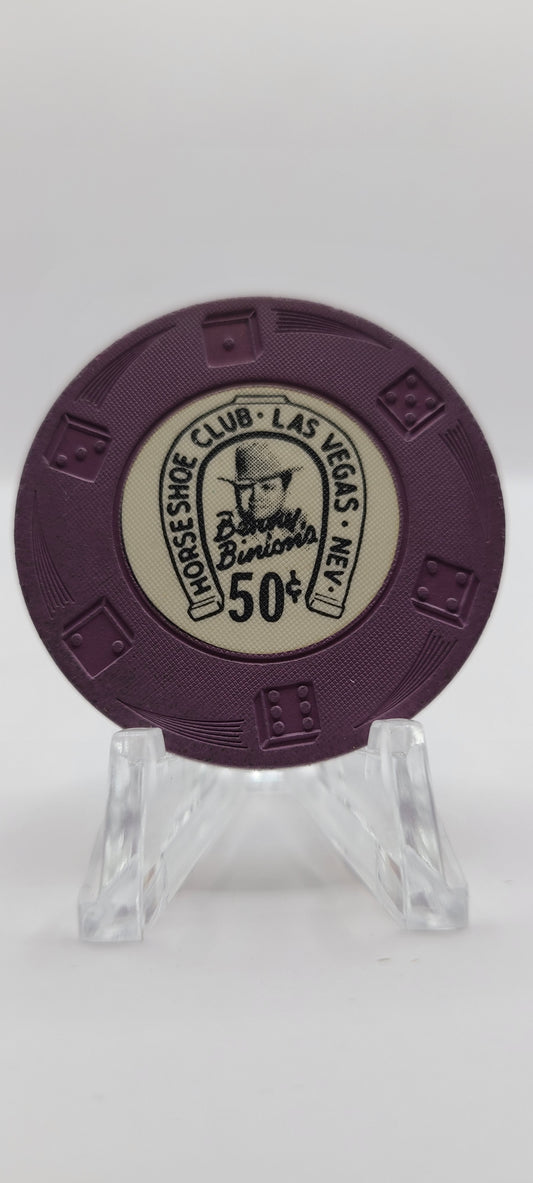 HORSESHOE CLUB · LAS VEGAS · NEV·
Benny
Binion's
50¢